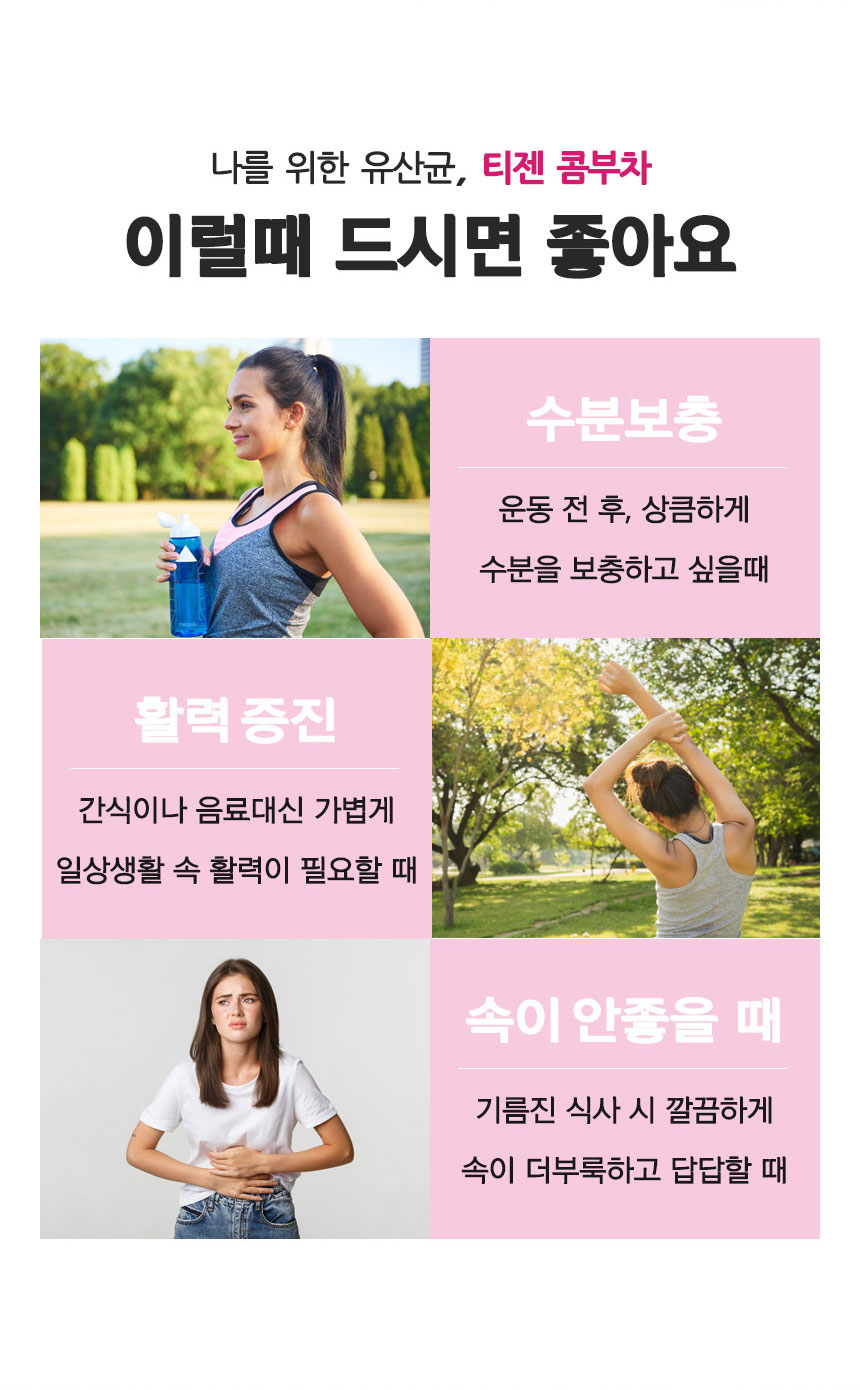 나를 위한 유산균, 티젠 콤부차
이럴때 드시면 좋아요
수분보충
운동 전 후, 상큼하게
수분을 보충하고 싶을때
활력 증진
간식이나 음료대신 가볍게
일상생활 속 활력이 필요할 때
속이 안좋을 때
기름진 식사 시 깔끔하게
속이 더부룩하고 답답할 때